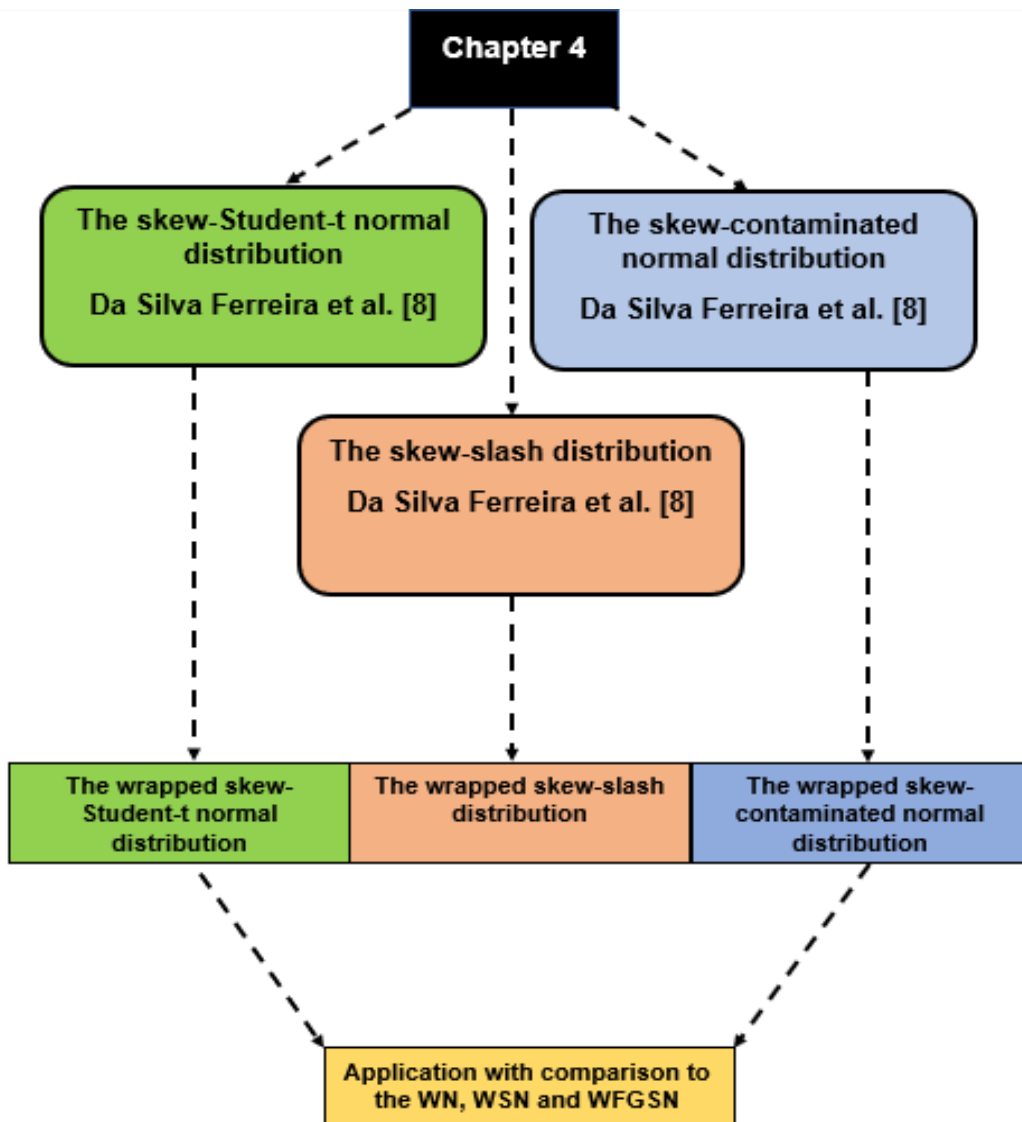 Chapter 4
The skew-Student-t normal
distribution
Da Silva Ferreira et al. [8]
The skew-contaminated
normal distribution
Da Silva Ferreira et al. [8]
The skew-slash distribution
Da Silva Ferreira et al. [8]
The wrapped skew-
Student-t normal
distribution
The wrapped skew-slash
distribution
The wrapped skew-
contaminated normal
distribution
Application with comparison to
the WN, WSN and WFGSN